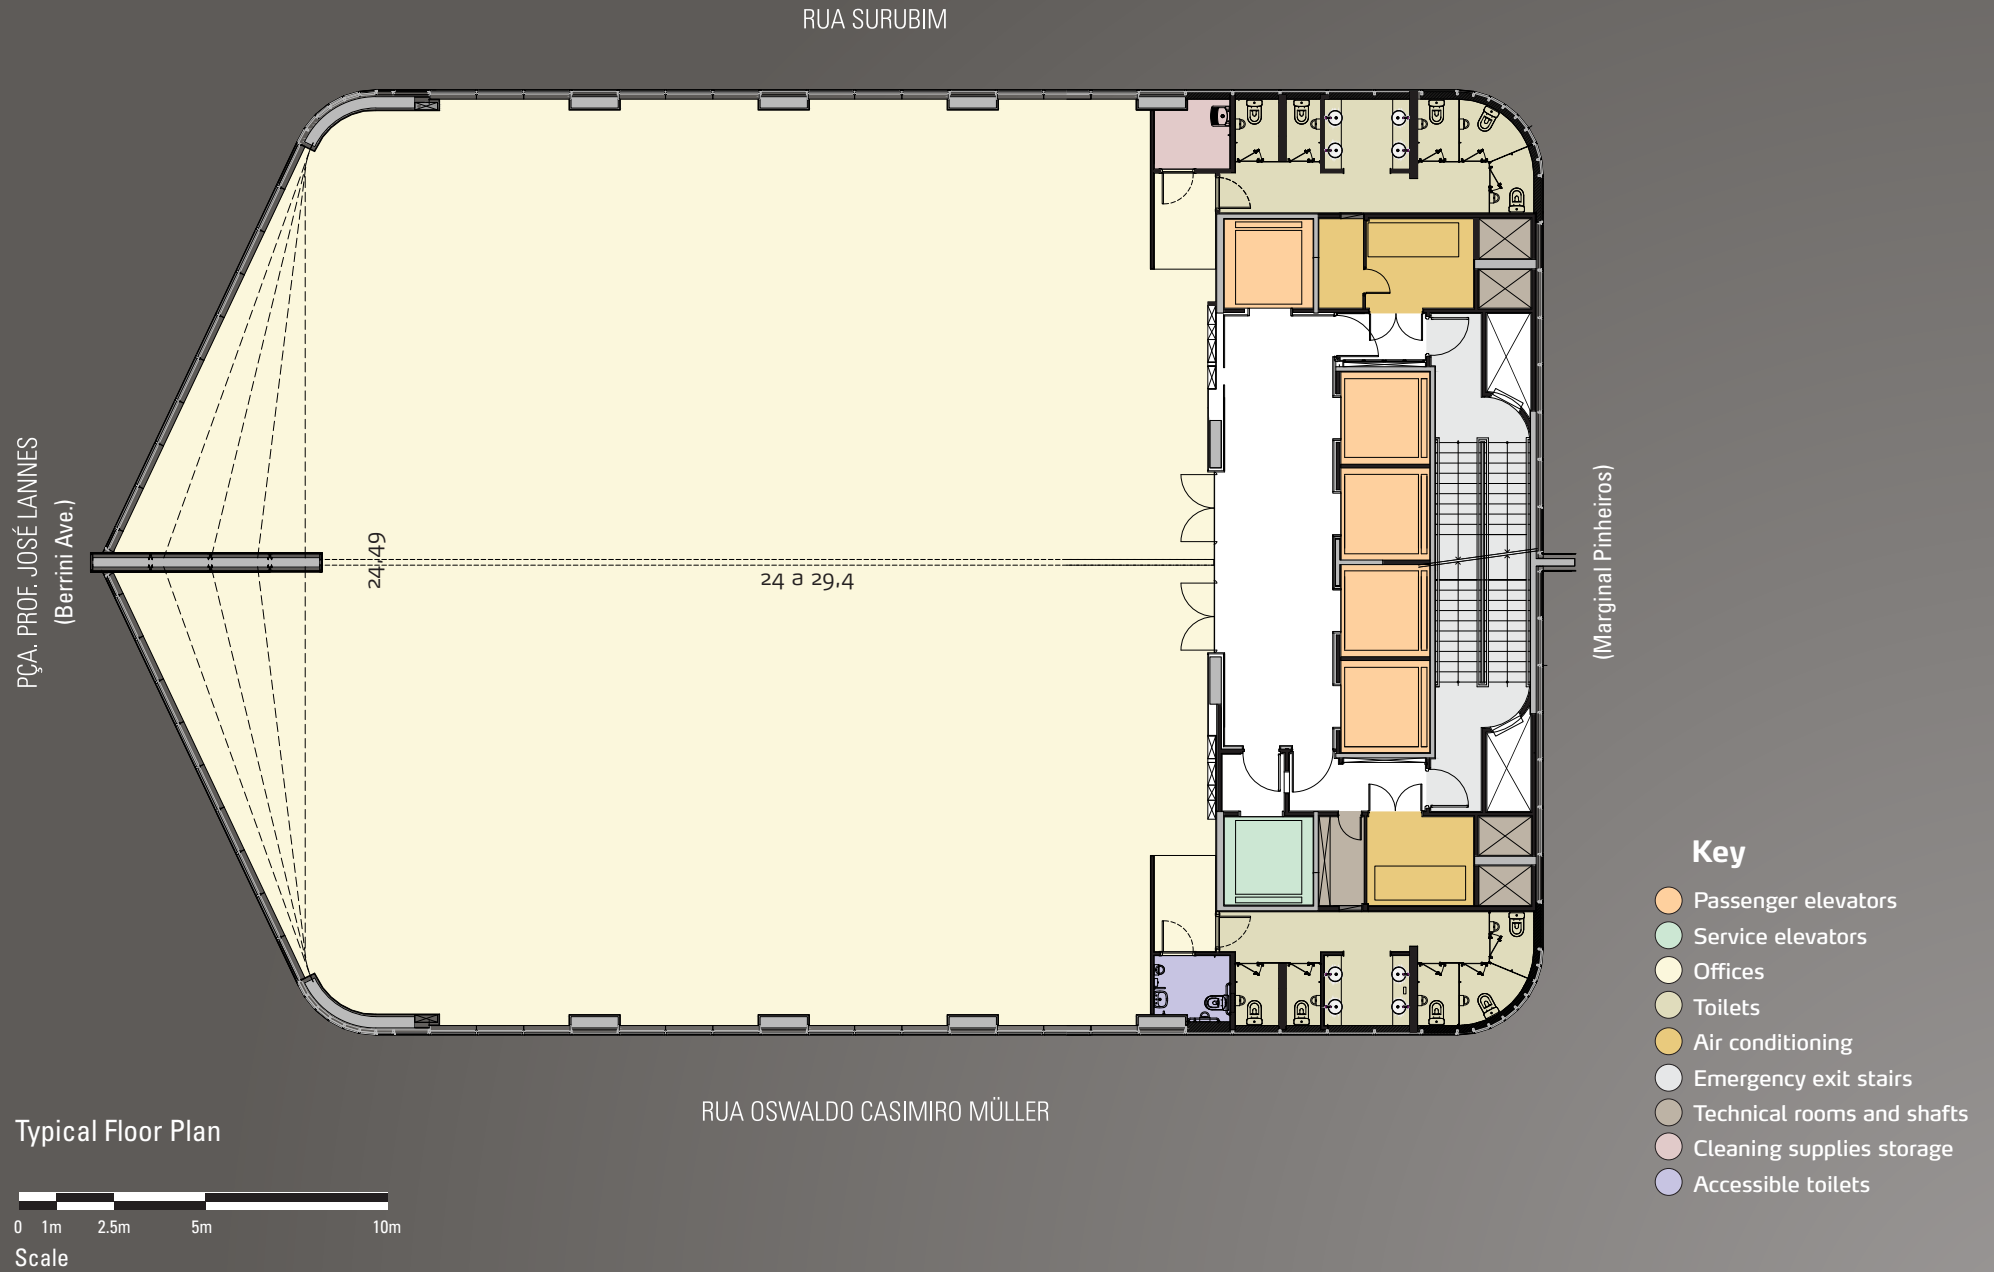 RUA SURUBIM
PÇA. PROF. JOSÉ LANNES
(Berrini Ave.)
24,49
24 a 29,4
(Marginal Pinheiros)
RUA OSWALDO CASIMIRO MÜLLER
Key
Passenger elevators
Service elevators
Offices
Toilets
Air conditioning
Emergency exit stairs
Technical rooms and shafts
Cleaning supplies storage
Accessible toilets
Typical Floor Plan
0 1m 2.5m 5m 10m
Scale